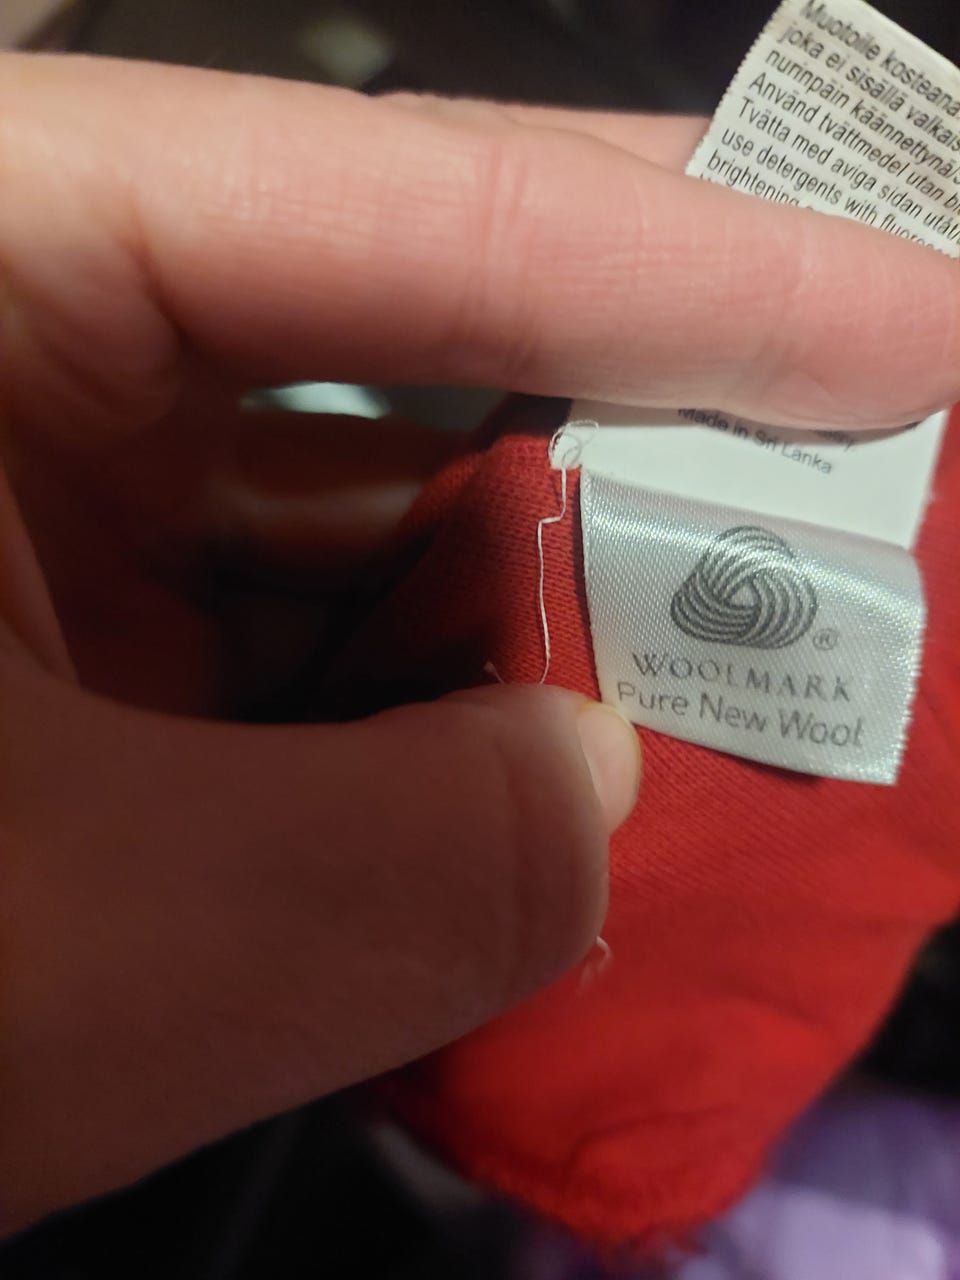 Muotoile kosteana
joka ei sisällä valkais
nurinpäin käännettynä
Använd tvättmedel utan
Tvätta med aviga sidan utåt
use detergents with
brightening
Made in Sri Lanka
®
WOOLMARK
Pure New Wool